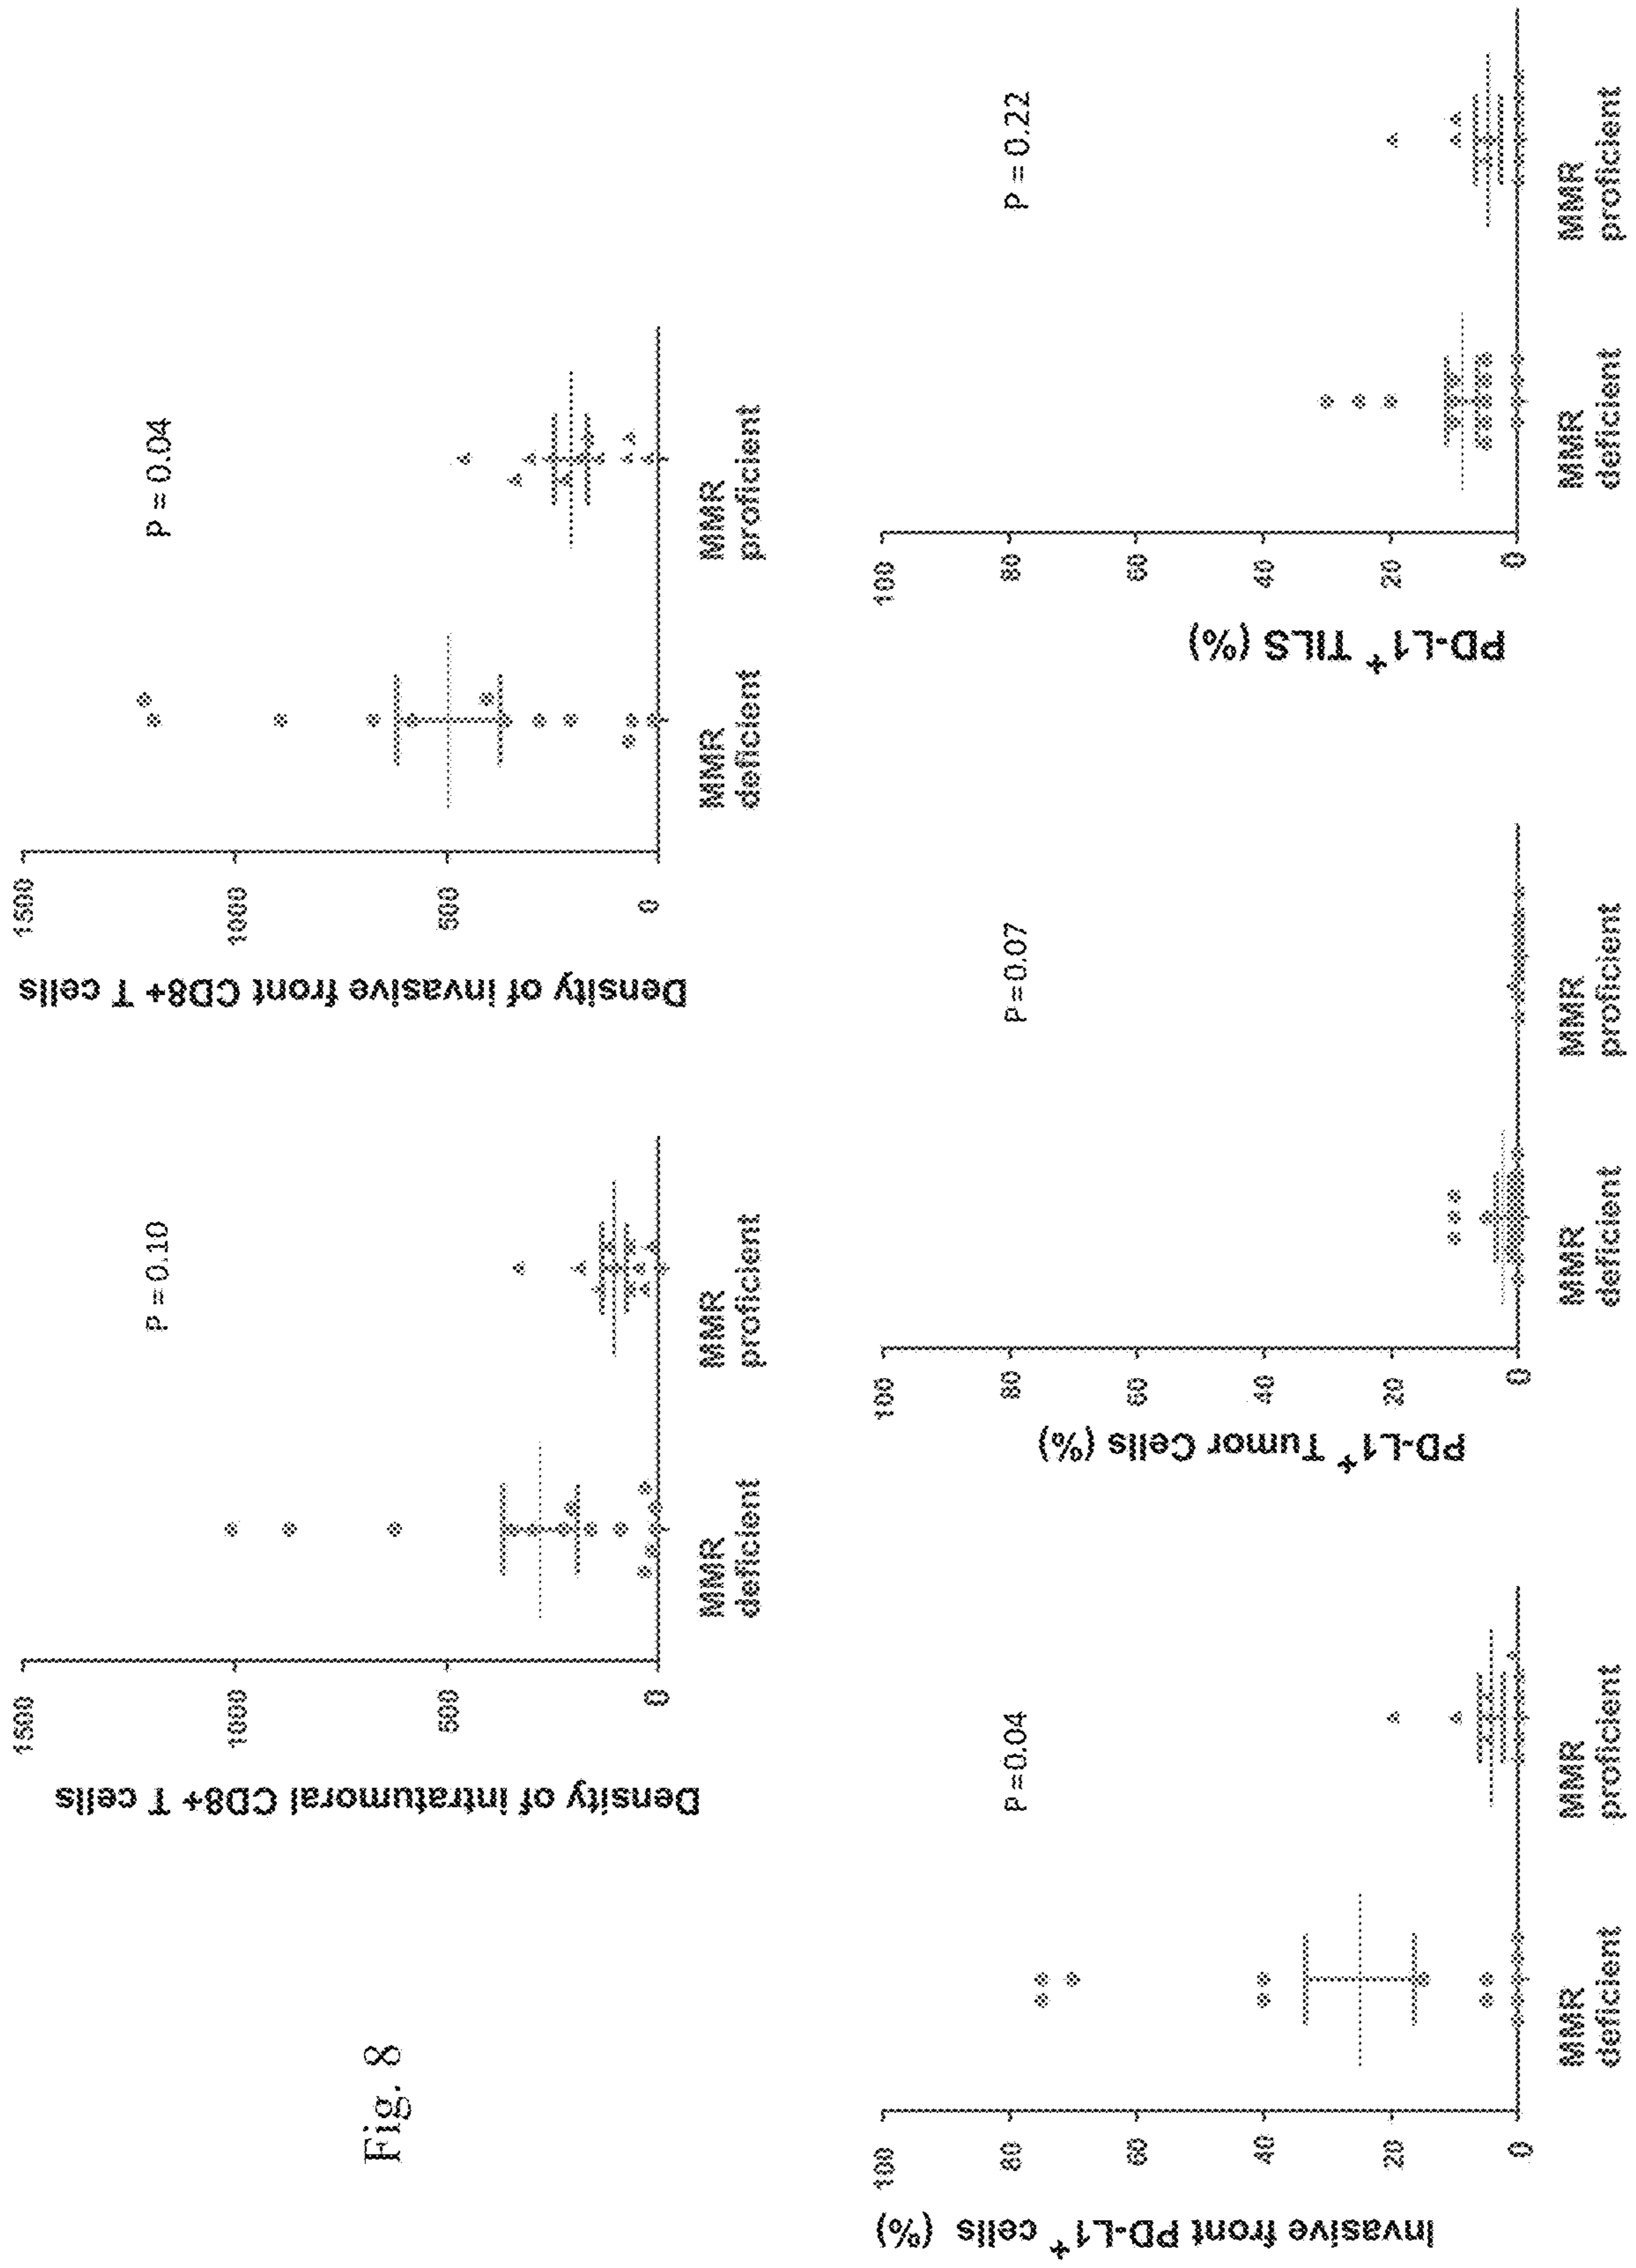 Fig. 8
Density of intratumoral CD8+ T cells
1500
1000
500
0
P = 0.10
MMR
deficient
MMR
proficient
Density of invasive front CD8+ T cells
1500
1000
500
0
P = 0.04
MMR
deficient
MMR
proficient
Invasive front PD-L1+ cells (%)
100
80
60
40
20
0
P=0.04
MMR
deficient
MMR
proficient
PD-L1+ Tumor Cells (%)
100
80
60
40
20
0
P=0.07
MMR
deficient
MMR
proficient
PD-L1+ TILS (%)
100
80
60
40
20
0
P = 0.22
MMR
deficient
MMR
proficient